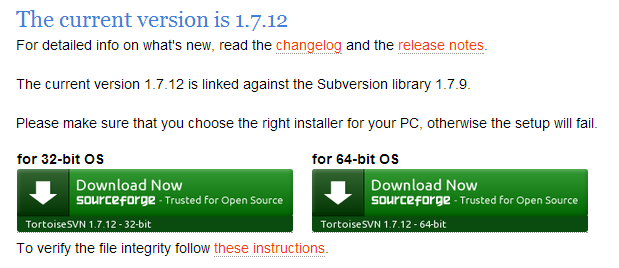 The current version is 1.7.12
For detailed info on what's new, read the changelog and the release notes.
The current version 1.7.12 is linked against the Subversion library 1.7.9.
Please make sure that you choose the right installer for your PC, otherwise the setup will fail.
for 32-bit OS
Download Now
sourceforge - Trusted for Open Source
TortoiseSVN 1.7.12 - 32-bit
for 64-bit OS
Download Now
sourceforge - Trusted for Open Source
TortoiseSVN 1.7.12 - 64-bit
To verify the file integrity follow these instructions.